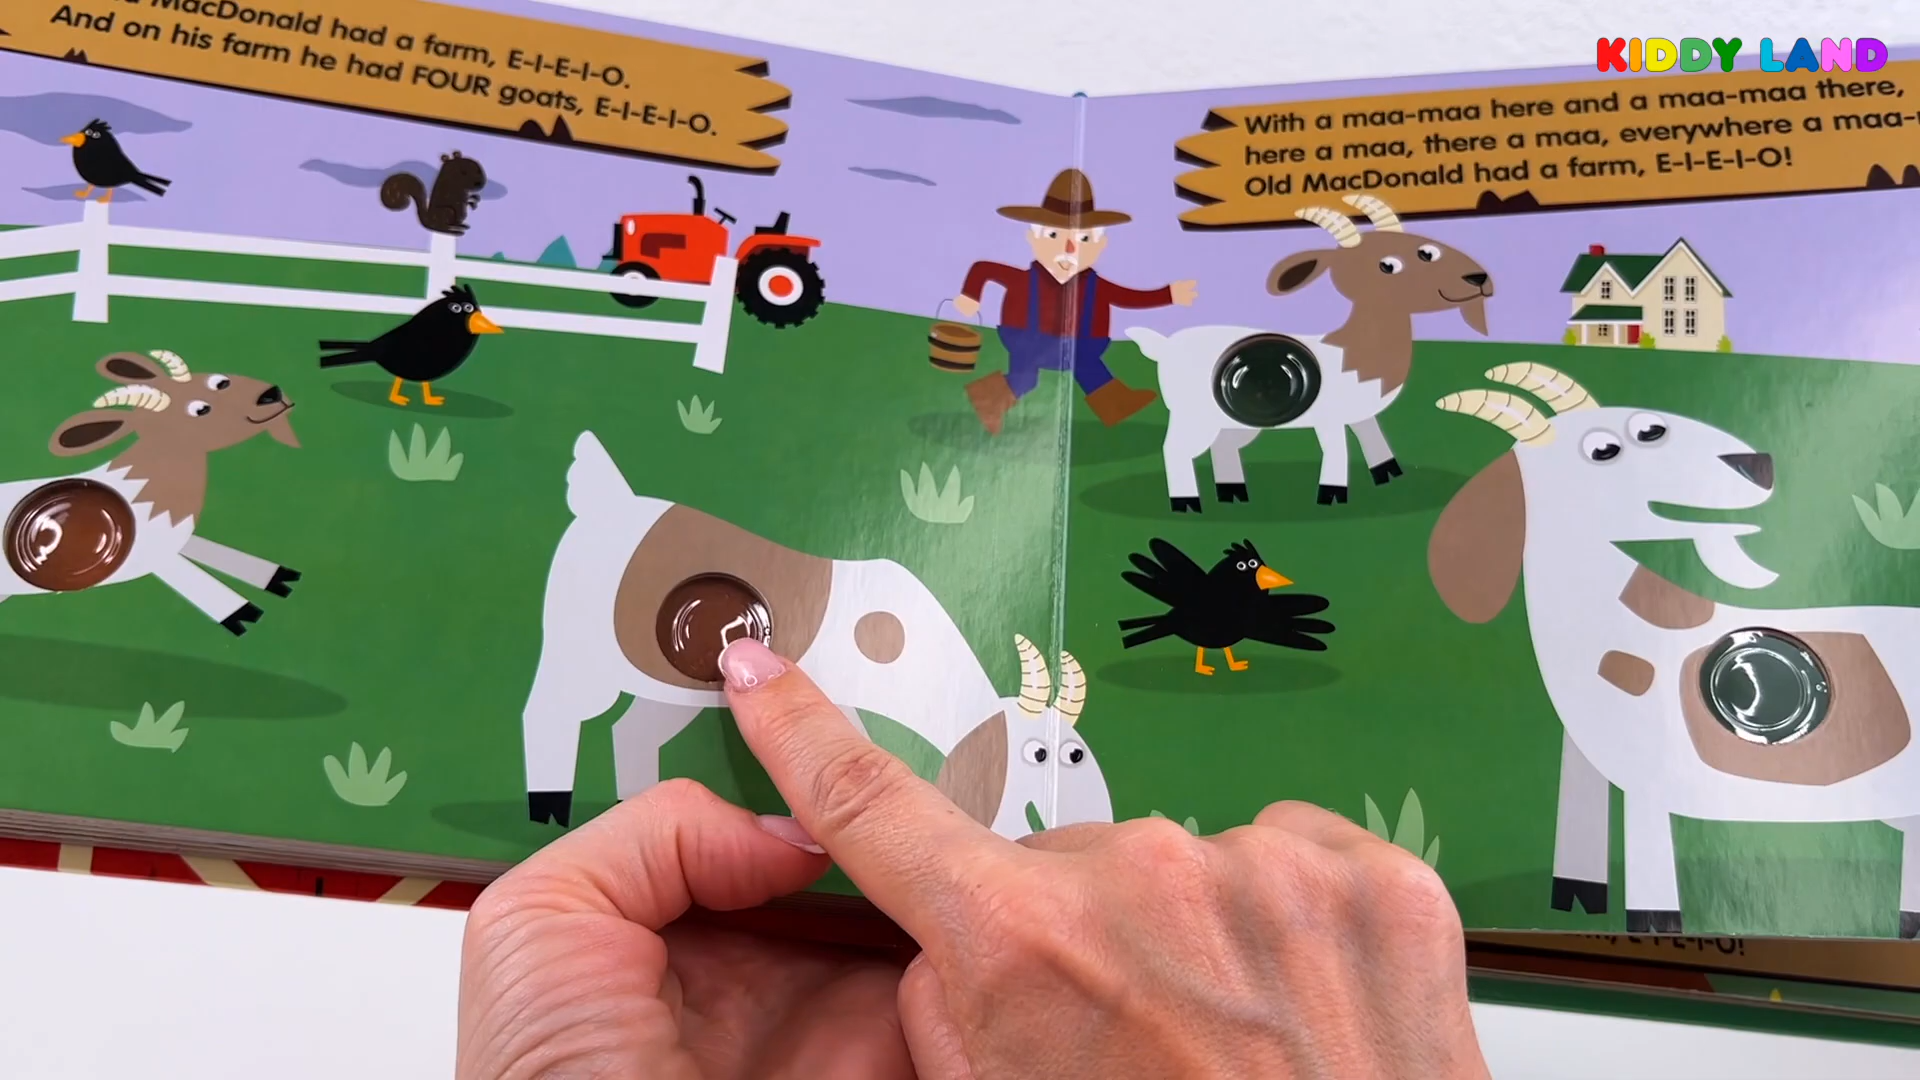 MacDonald had a farm, E-I-E-I-O.
And on his farm he had FOUR goats, E-I-E-I-O.
KIDDY LAND
With a maa-maa here and a maa-maa there,
here a maa, there a maa, everywhere a maa-
Old MacDonald had a farm, E-I-E-I-O!
E-I-E-I-O!